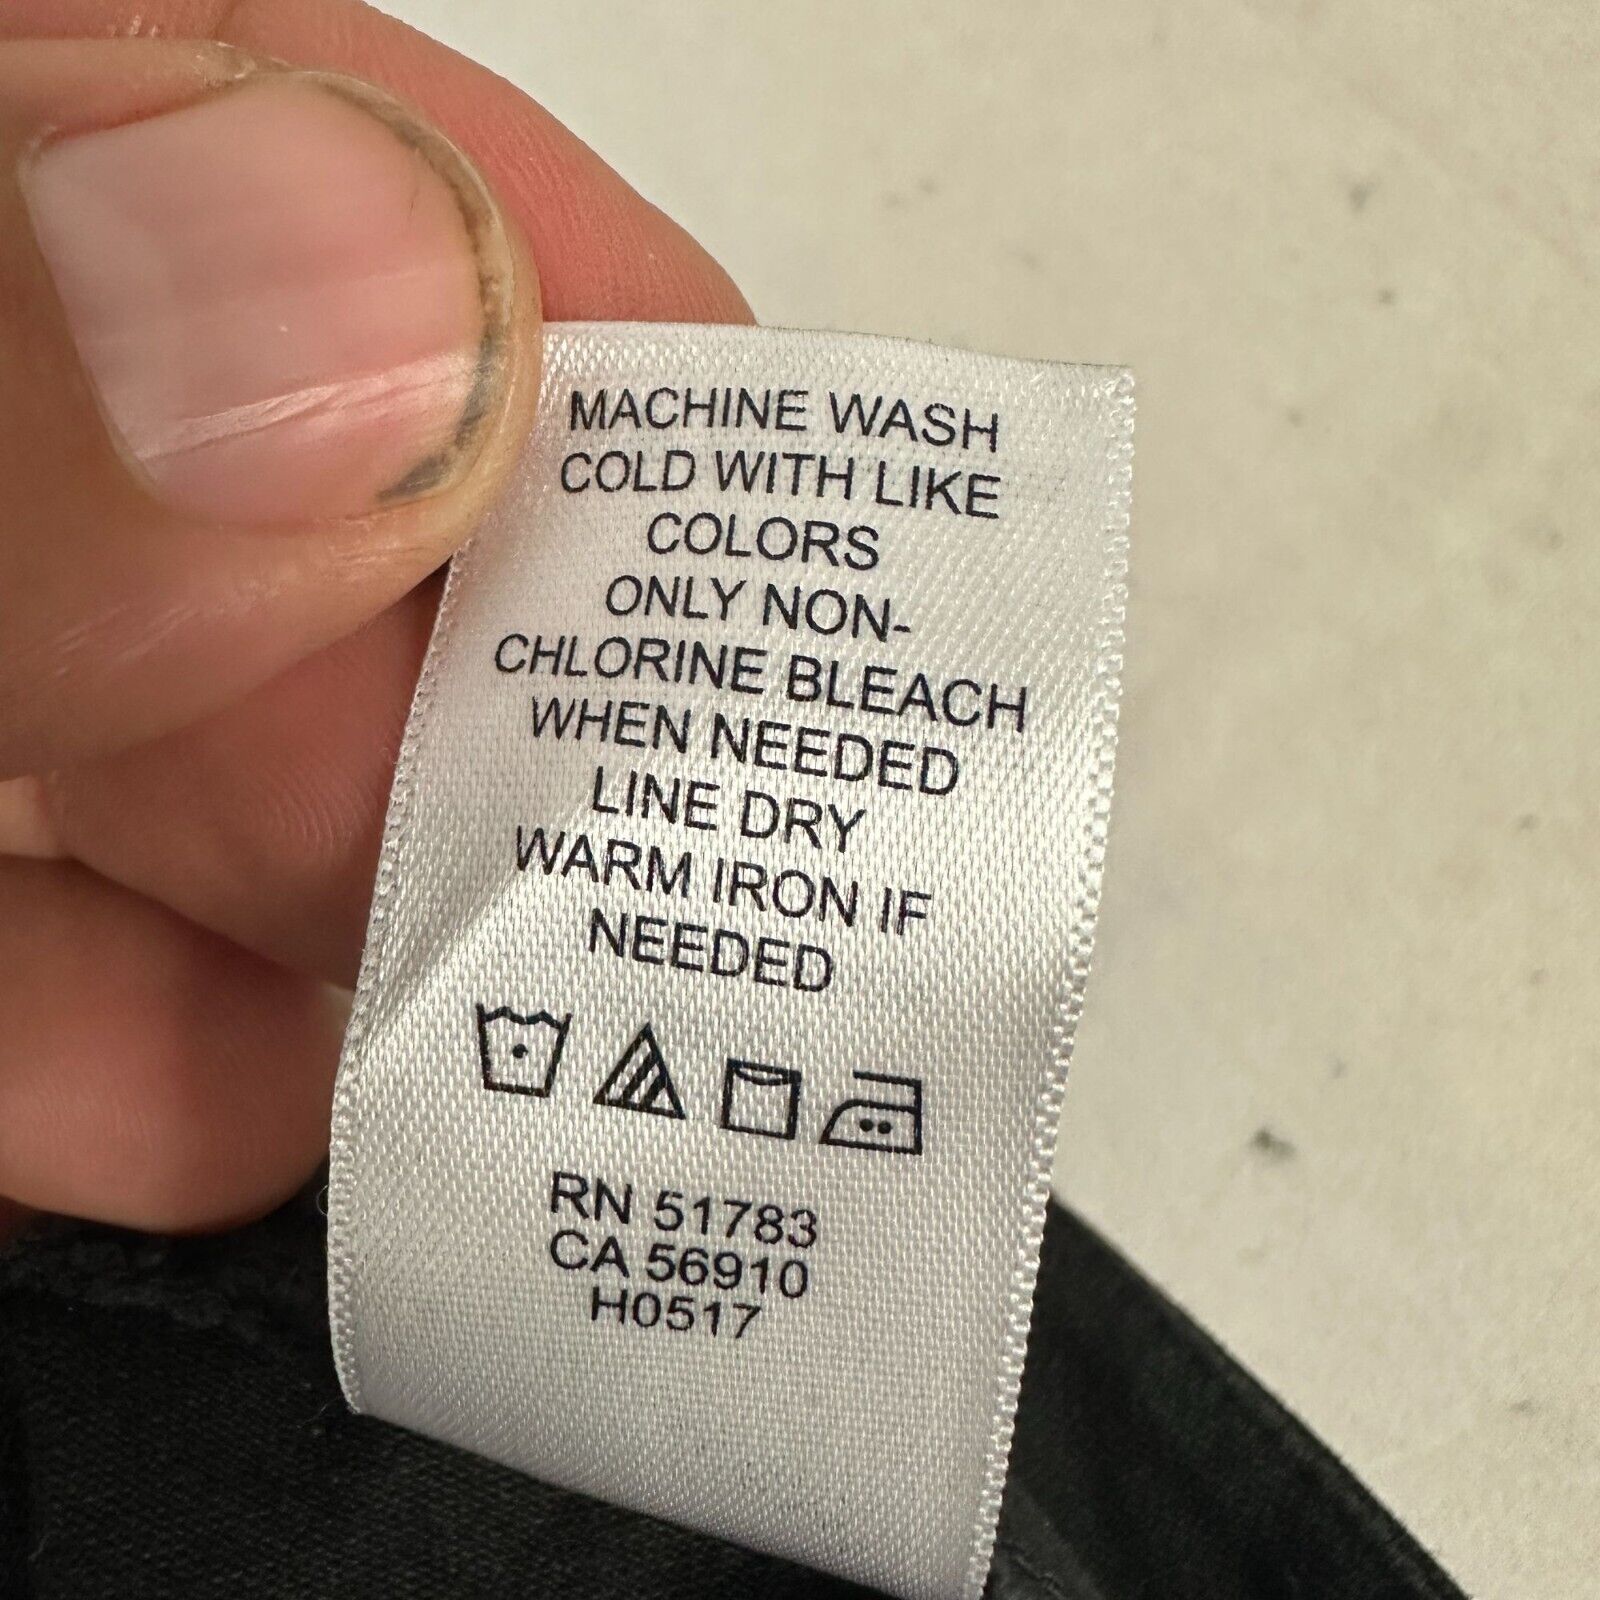 MACHINE WASH
COLD WITH LIKE
COLORS
ONLY NON-
CHLORINE BLEACH
WHEN NEEDED
LINE DRY
WARM IRON IF
NEEDED
RN 51783
CA 56910
H0517